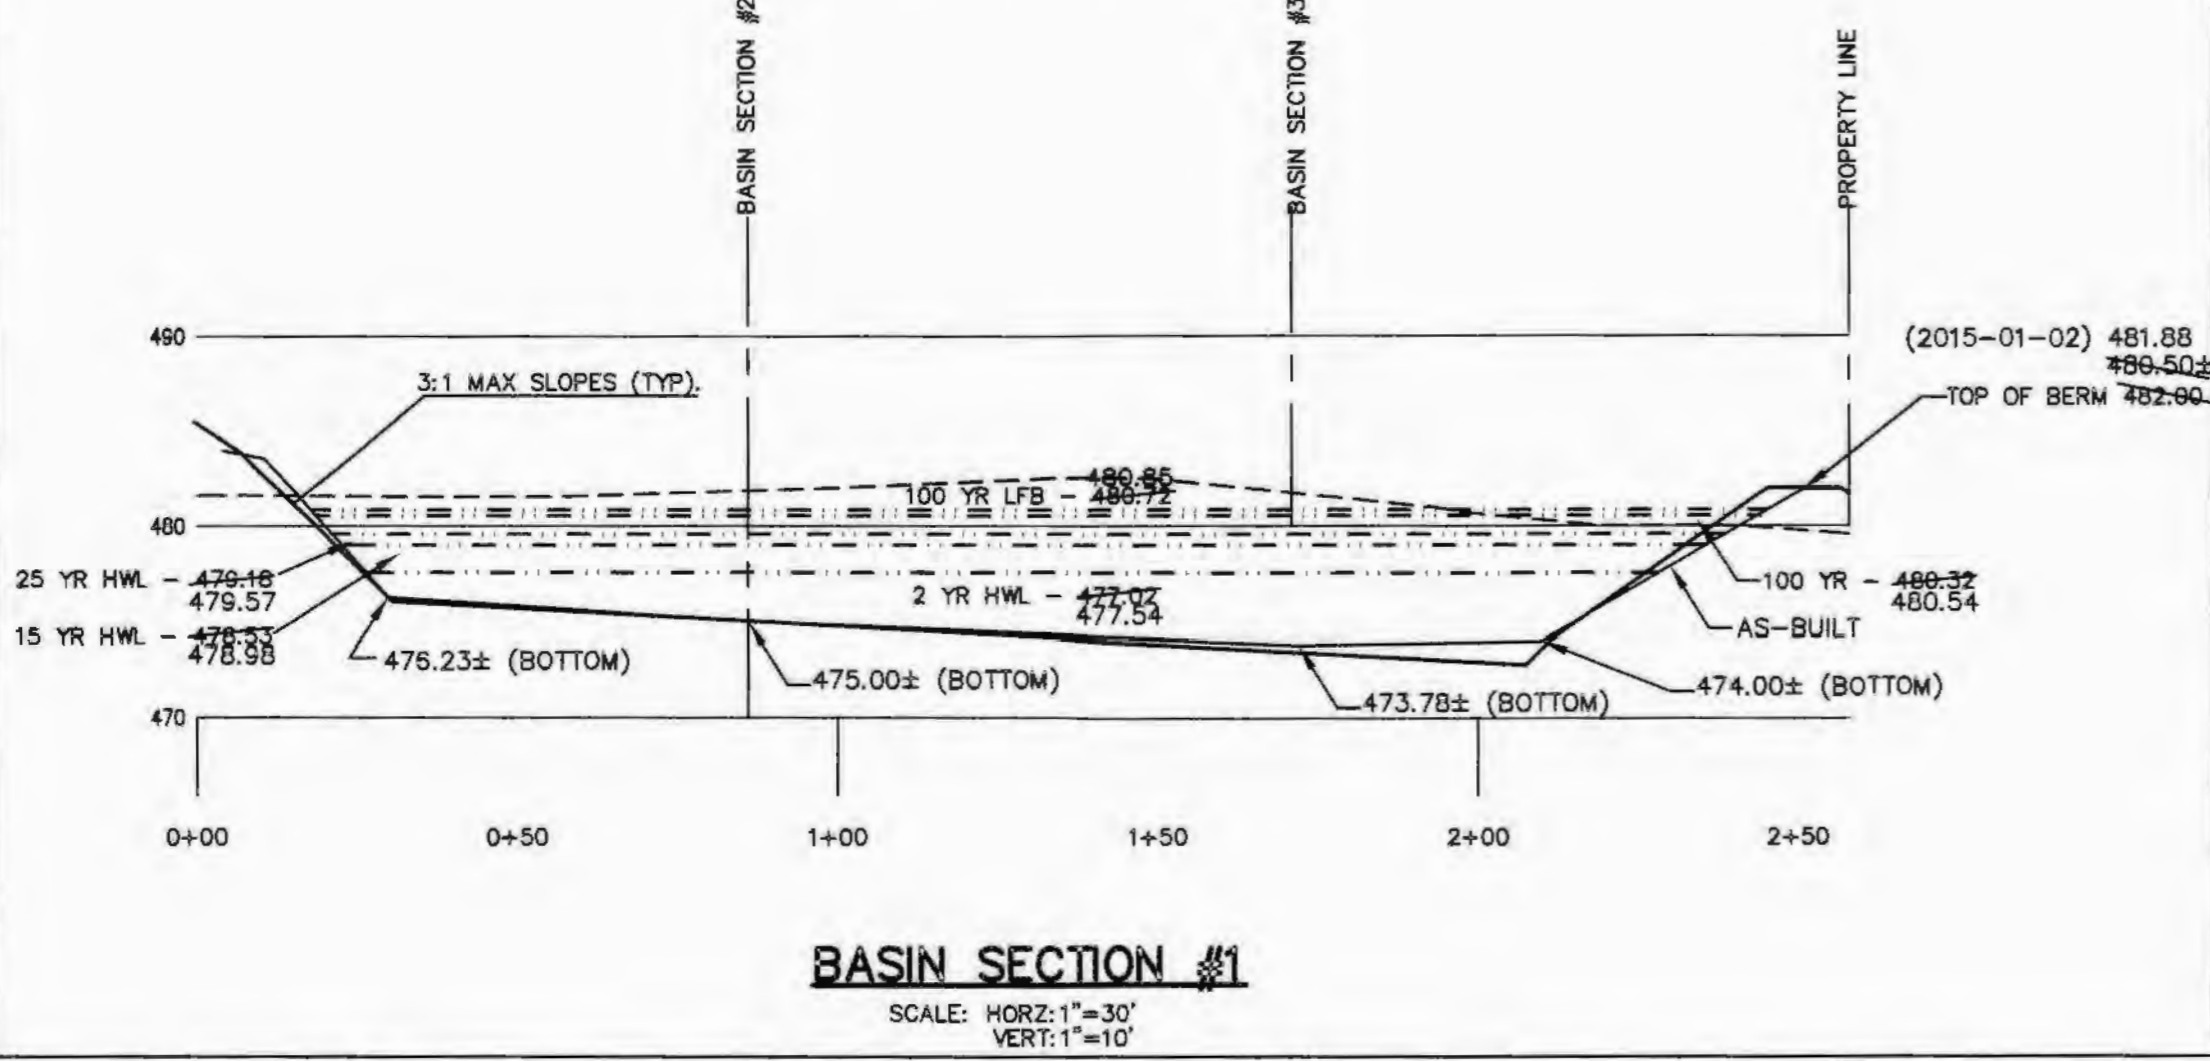 BASIN SECTION #2
BASIN SECTION #3
PROPERTY LINE
490
3:1 MAX SLOPES (TYP).
(2015-01-02) 481.88
480.50±
TOP OF BERM 482.00
480.85
100 YR LFB - 480.72
480
25 YR HWL - 479.18
479.57
15 YR HWL - 478.53
478.98
2 YR HWL - 477.02
477.54
100 YR - 480.32
480.54
AS-BUILT
476.23± (BOTTOM)
475.00± (BOTTOM)
473.78± (BOTTOM)
474.00± (BOTTOM)
470
0+00 0+50 1+00 1+50 2+00 2+50
BASIN SECTION #1
SCALE: HORZ:1"=30'
VERT:1"=10'